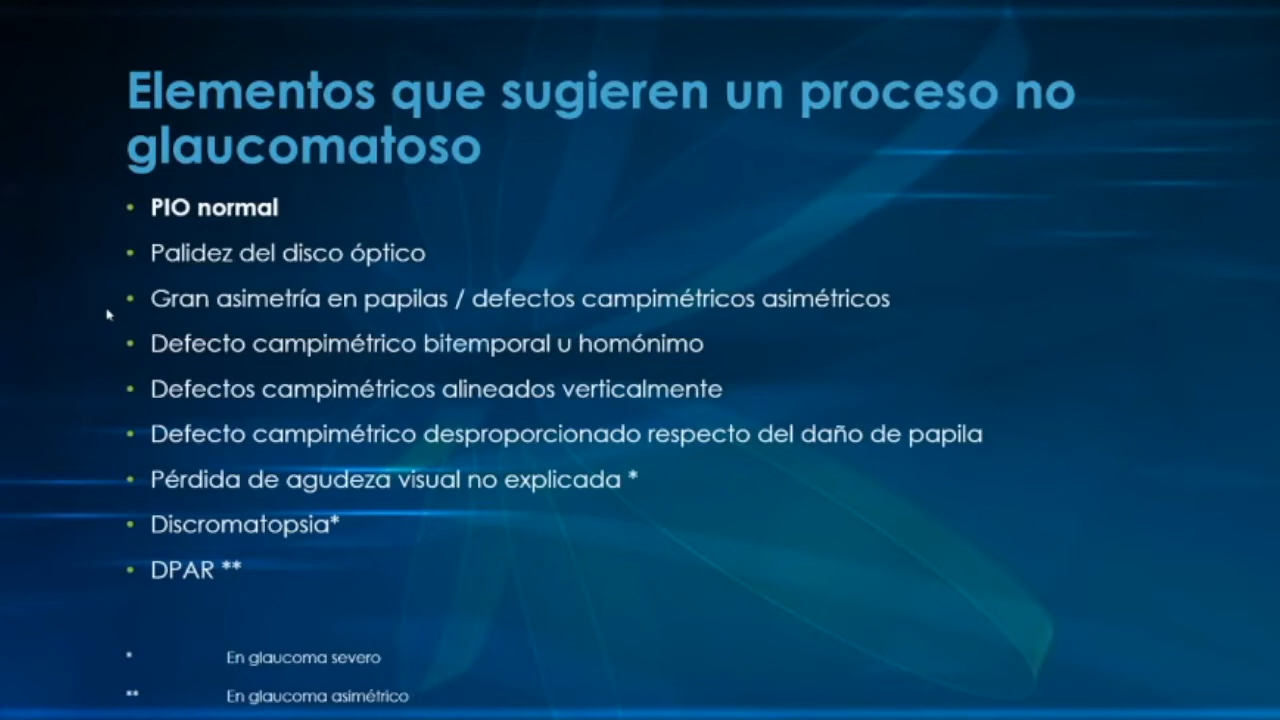 Elementos que sugieren un proceso no
glaucomatoso
• PIO normal
• Palidez del disco óptico
• Gran asimetría en papilas / defectos campimétricos asimétricos
• Defecto campimétrico bitemporal u homónimo
• Defectos campimétricos alineados verticalmente
• Defecto campimétrico desproporcionado respecto del daño de papila
• Pérdida de agudeza visual no explicada *
• Discromatopsia*
• DPAR **
* En glaucoma severo
** En glaucoma asimétrico